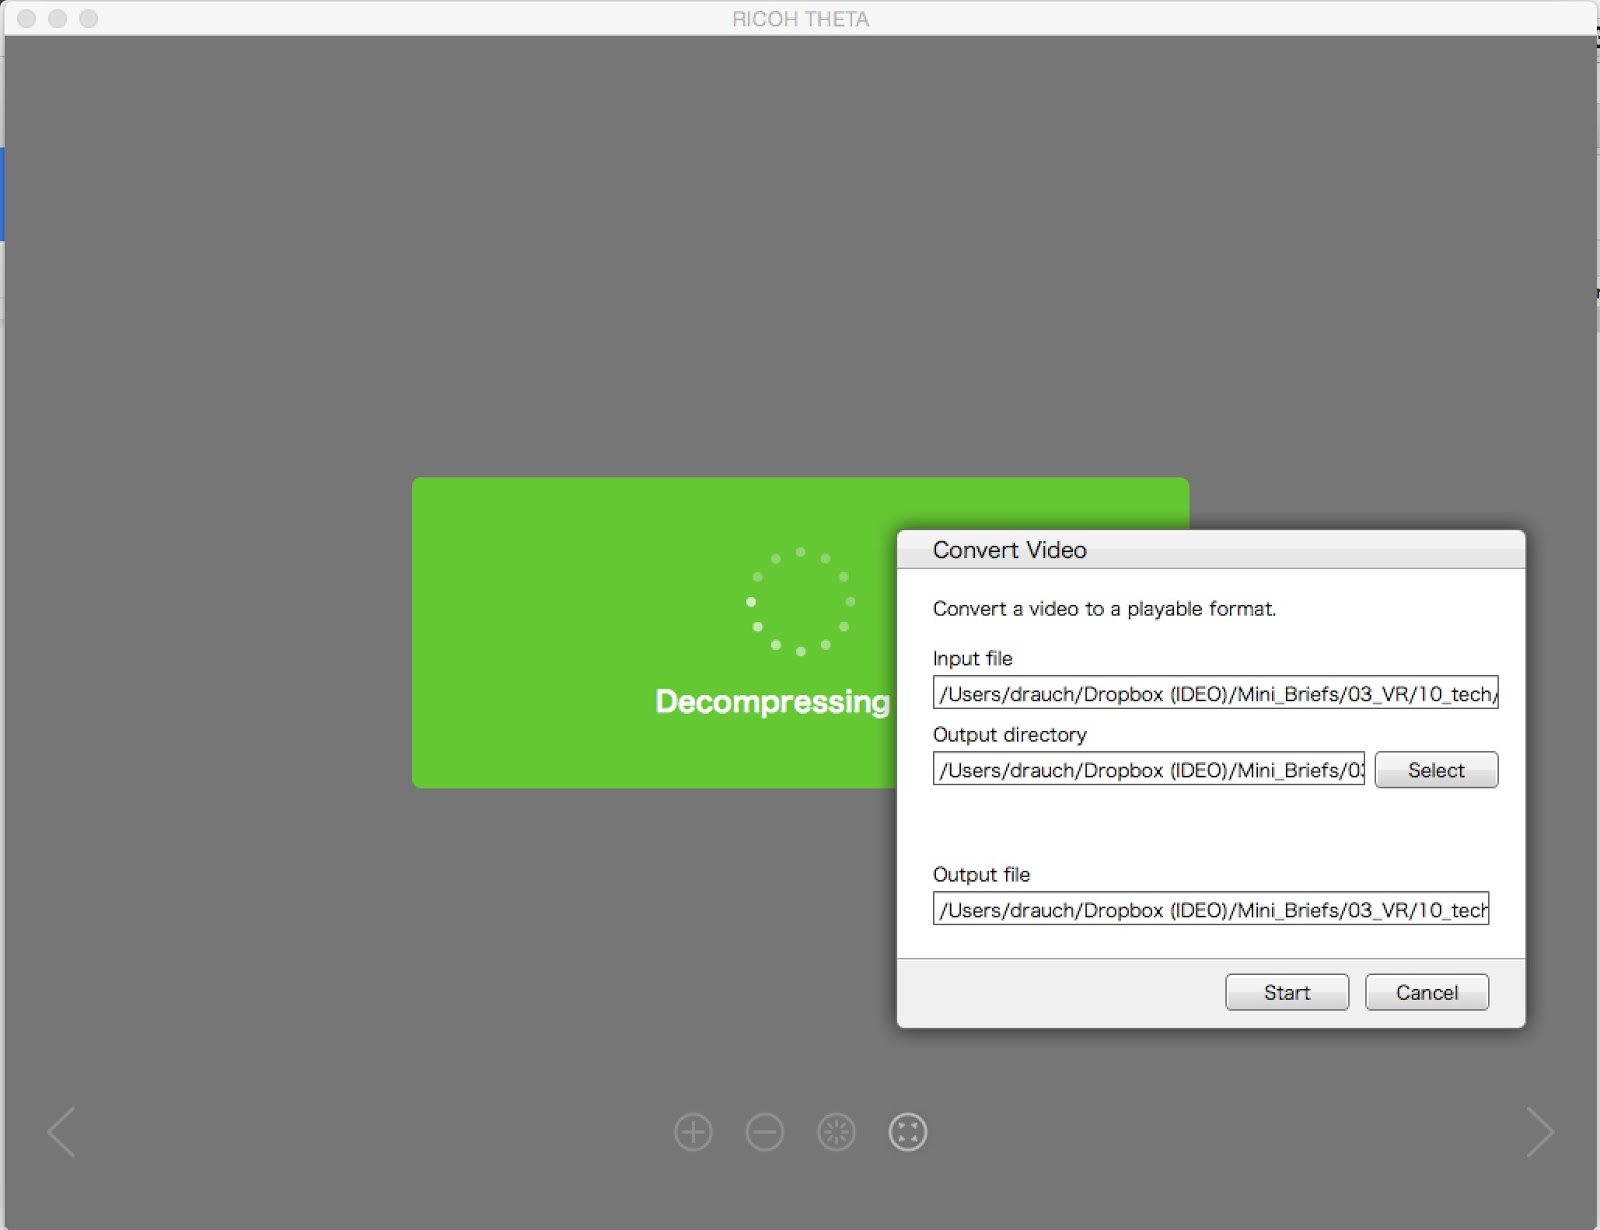 RICOH THETA
Decompressing
Convert Video
Convert a video to a playable format.
Input file
/Users/drauch/Dropbox (IDEO)/Mini_Briefs/03_VR/10_tech/
Output directory
/Users/drauch/Dropbox (IDEO)/Mini_Briefs/03
Select
Output file
/Users/drauch/Dropbox (IDEO)/Mini_Briefs/03_VR/10_tech
Start
Cancel